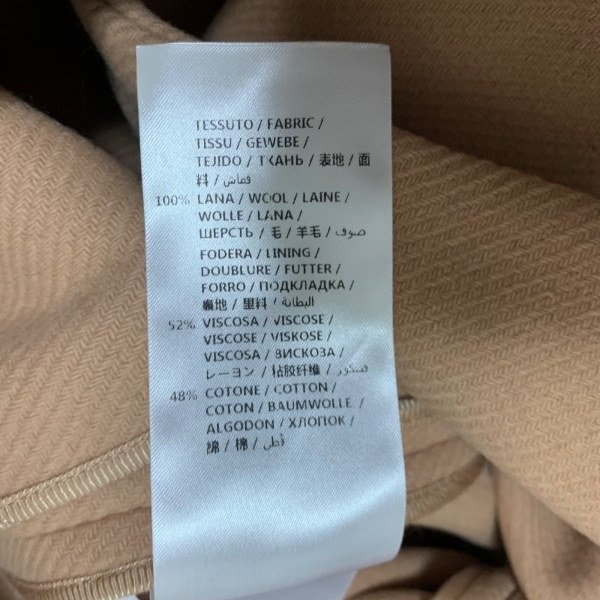 TESSUTO / FABRIC /
TISSU / GEWEBE /
TEJIDO / ТКАНЬ / 表地 / 面
料 / قماش
100% LANA / WOOL / LAINE /
WOLLE / LANA /
ШЕРСТЬ / 毛 / 羊毛 / صوف
FODERA / LINING /
DOUBLURE / FUTTER /
FORRO / ПОДКЛАДКА /
裏地 / 里料 / البطانة
52% VISCOSA / VISCOSE /
VISCOSE / VISKOSE /
VISCOSA / ВИСКОЗА /
レーヨン / 粘胶纤维 / فسكوز
48% COTONE / COTTON /
COTON / BAUMWOLLE /
ALGODON / ХЛОПОК /
綿 / 棉 / قطن